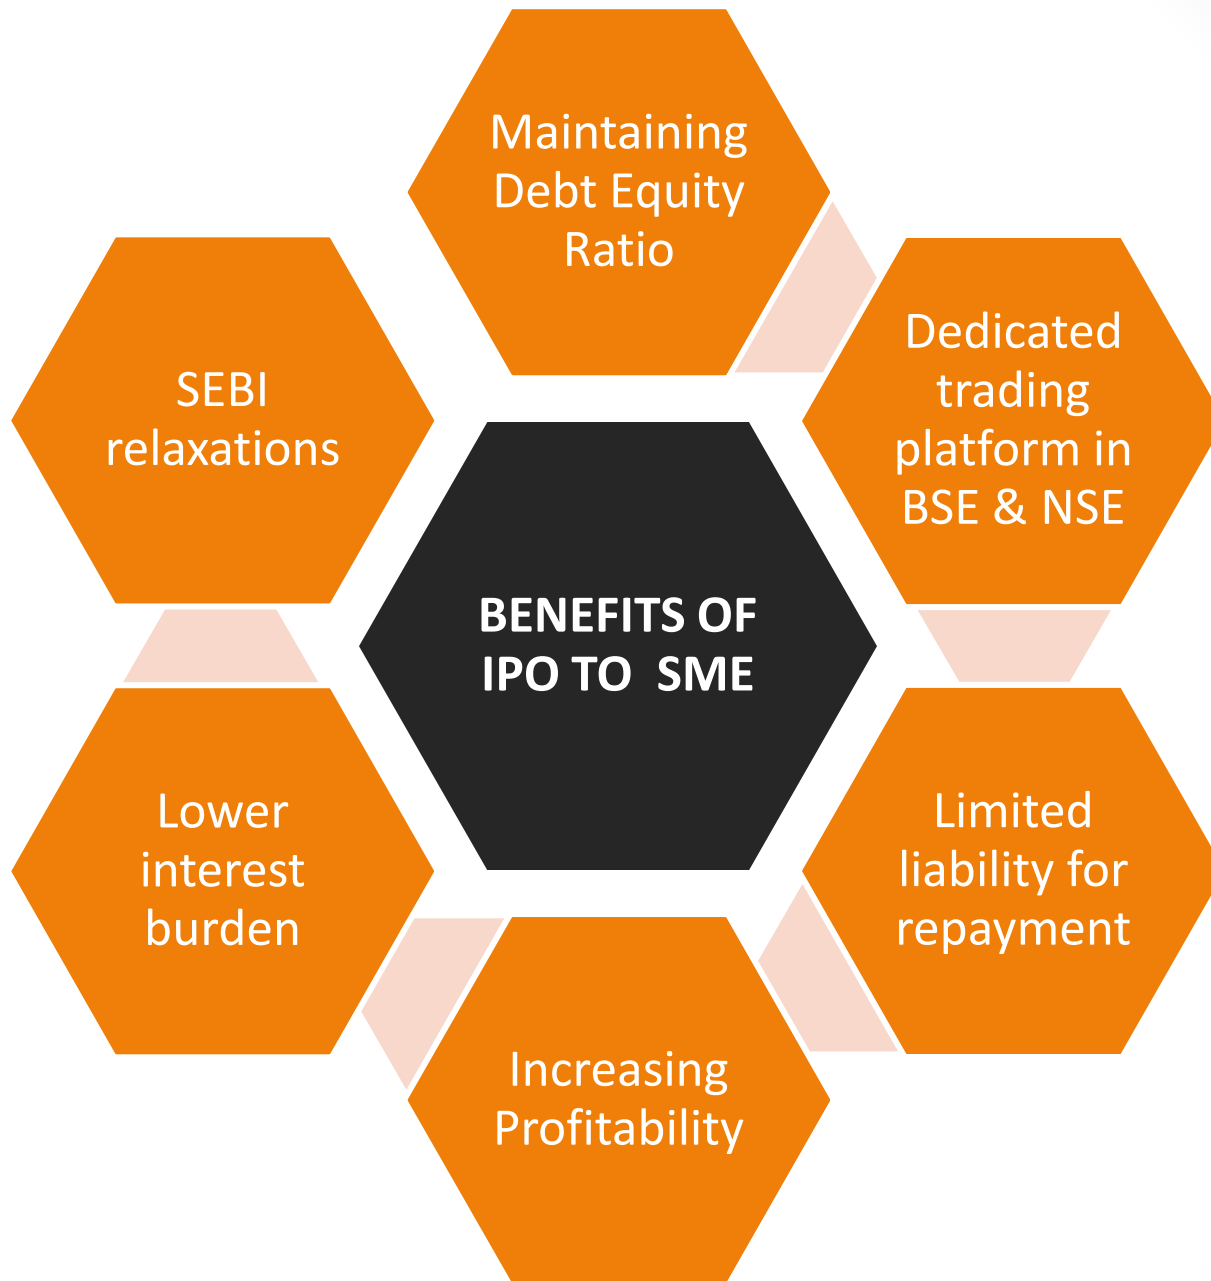 Maintaining
Debt Equity
Ratio
Dedicated
trading
platform in
BSE & NSE
Limited
liability for
repayment
Increasing
Profitability
Lower
interest
burden
SEBI
relaxations
BENEFITS OF
IPO TO  SME